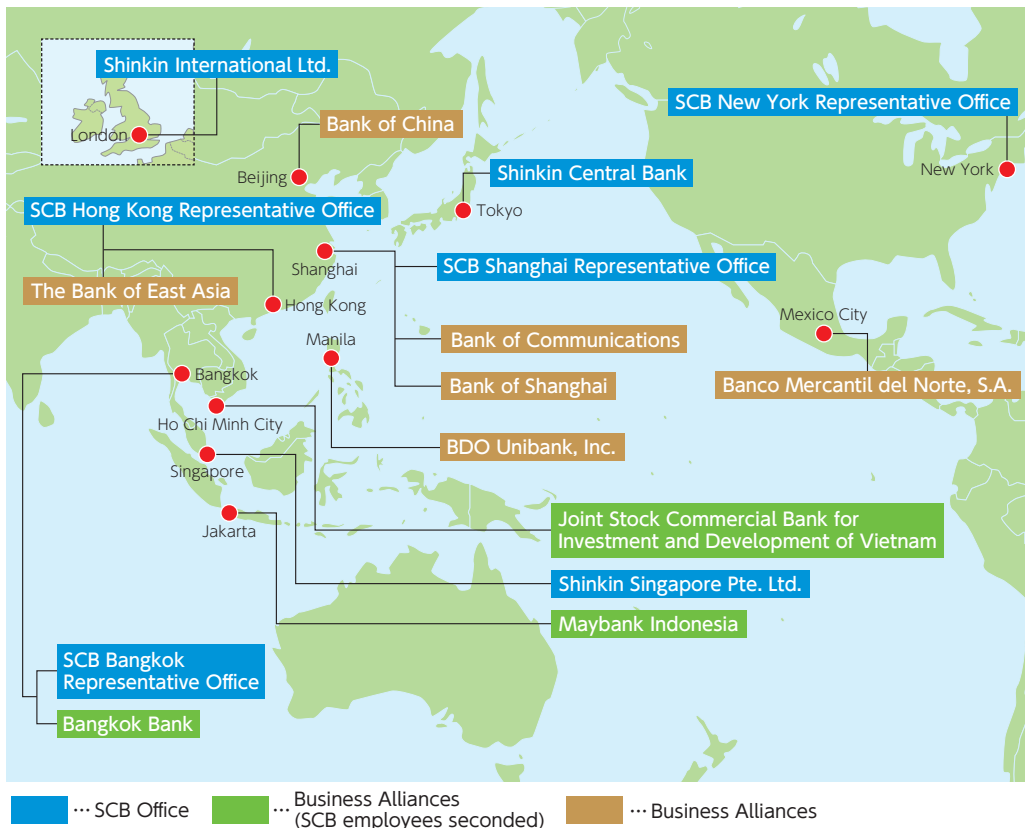 Shinkin International Ltd.
London
Bank of China
Beijing
SCB New York Representative Office
New York
Shinkin Central Bank
Tokyo
SCB Hong Kong Representative Office
The Bank of East Asia
Hong Kong
Shanghai
SCB Shanghai Representative Office
Bank of Communications
Bank of Shanghai
Mexico City
Banco Mercantil del Norte, S.A.
Manila
BDO Unibank, Inc.
Bangkok
Ho Chi Minh City
Singapore
Jakarta
Joint Stock Commercial Bank for
Investment and Development of Vietnam
Shinkin Singapore Pte. Ltd.
Maybank Indonesia
SCB Bangkok
Representative Office
Bangkok Bank
… SCB Office
… Business Alliances
(SCB employees seconded)
… Business Alliances